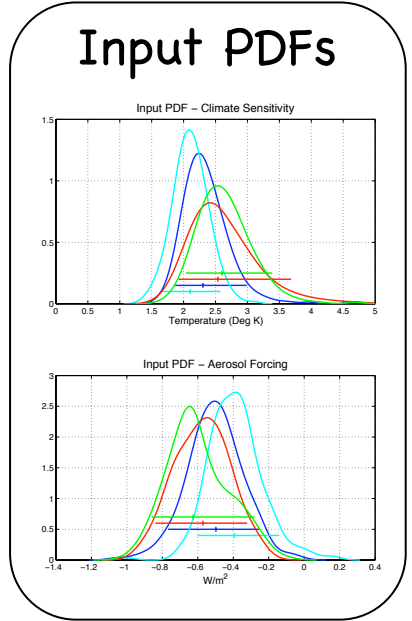 Input PDFs
Input PDF – Climate Sensitivity
1.5
1
0.5
0
0 0.5 1 1.5 2 2.5 3 3.5 4 4.5 5
Temperature (Deg K)
Input PDF – Aerosol Forcing
3
2.5
2
1.5
1
0.5
0
−1.4 −1.2 −1 −0.8 −0.6 −0.4 −0.2 0 0.2 0.4
W/m²